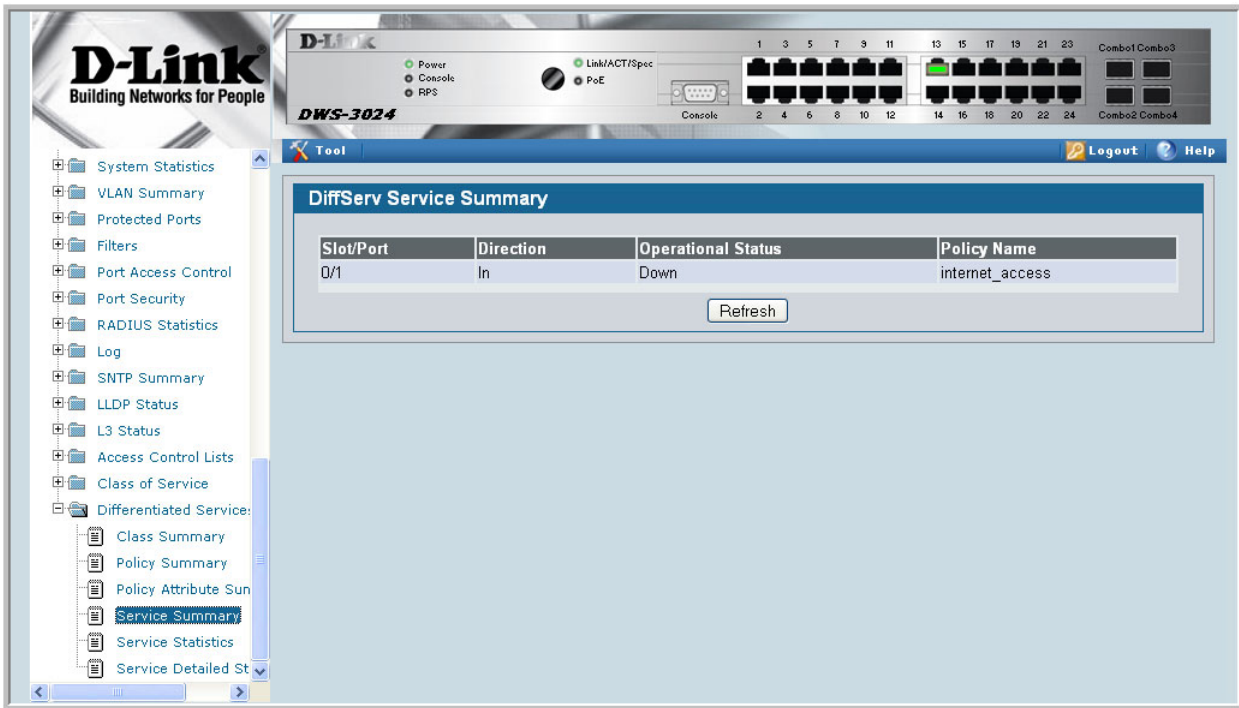 D-Link
Building Networks for People
D-Link
Power
Console
RPS
Link/ACT/Spec
PoE
DWS-3024
Console
1 3 5 7 9 11 13 15 17 19 21 23
2 4 6 8 10 12 14 16 18 20 22 24
Combo1 Combo3
Combo2 Combo4
Tool
Logout
Help
System Statistics
VLAN Summary
Protected Ports
Filters
Port Access Control
Port Security
RADIUS Statistics
Log
SNTP Summary
LLDP Status
L3 Status
Access Control Lists
Class of Service
Differentiated Services
Class Summary
Policy Summary
Policy Attribute Sun
Service Summary
Service Statistics
Service Detailed St
DiffServ Service Summary
Slot/Port Direction Operational Status Policy Name
0/1 In Down internet_access
Refresh